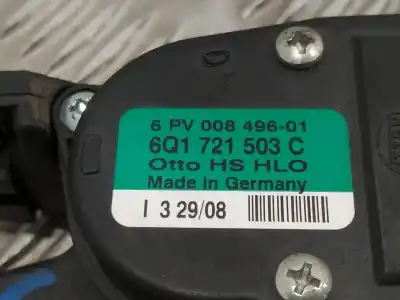 6 PV 008 496-01
6Q1 721 503 C
Otto HS HLO
Made In Germany
I 3 29/08